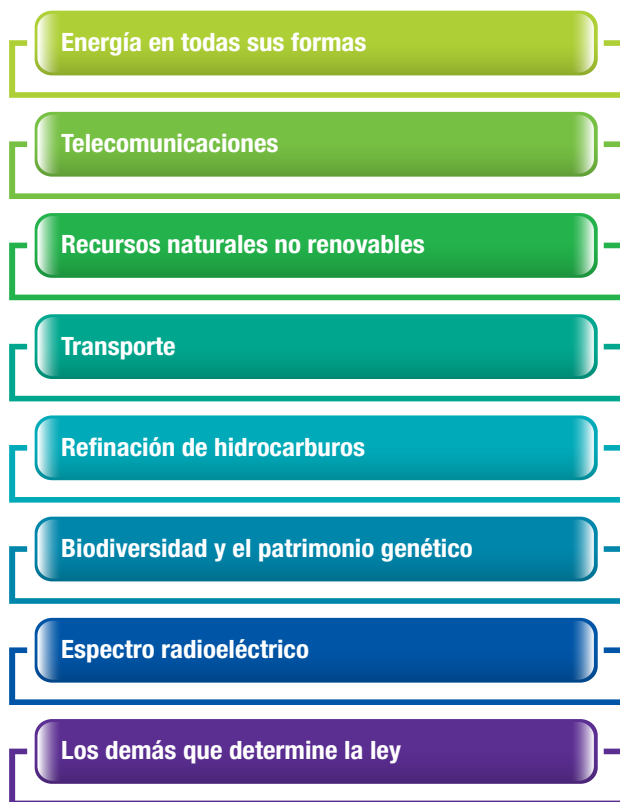 Energía en todas sus formas
Telecomunicaciones
Recursos naturales no renovables
Transporte
Refinación de hidrocarburos
Biodiversidad y el patrimonio genético
Espectro radioeléctrico
Los demás que determine la ley